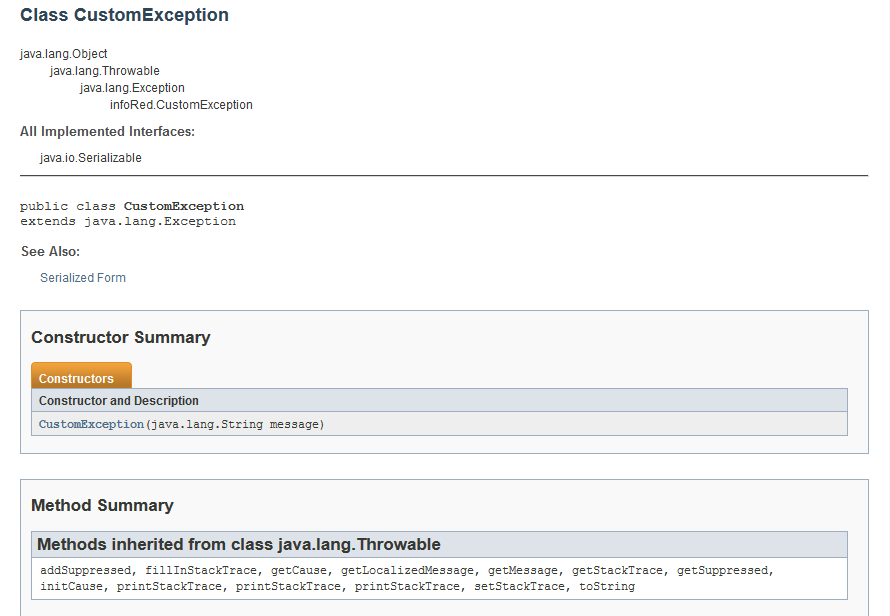 Class CustomException
java.lang.Object
java.lang.Throwable
java.lang.Exception
infoRed.CustomException
All Implemented Interfaces:
java.io.Serializable
public class CustomException
extends java.lang.Exception
See Also:
Serialized Form
Constructor Summary
Constructors
Constructor and Description
CustomException(java.lang.String message)
Method Summary
Methods inherited from class java.lang.Throwable
addSuppressed, fillInStackTrace, getCause, getLocalizedMessage, getMessage, getStackTrace, getSuppressed,
initCause, printStackTrace, printStackTrace, printStackTrace, setStackTrace, toString